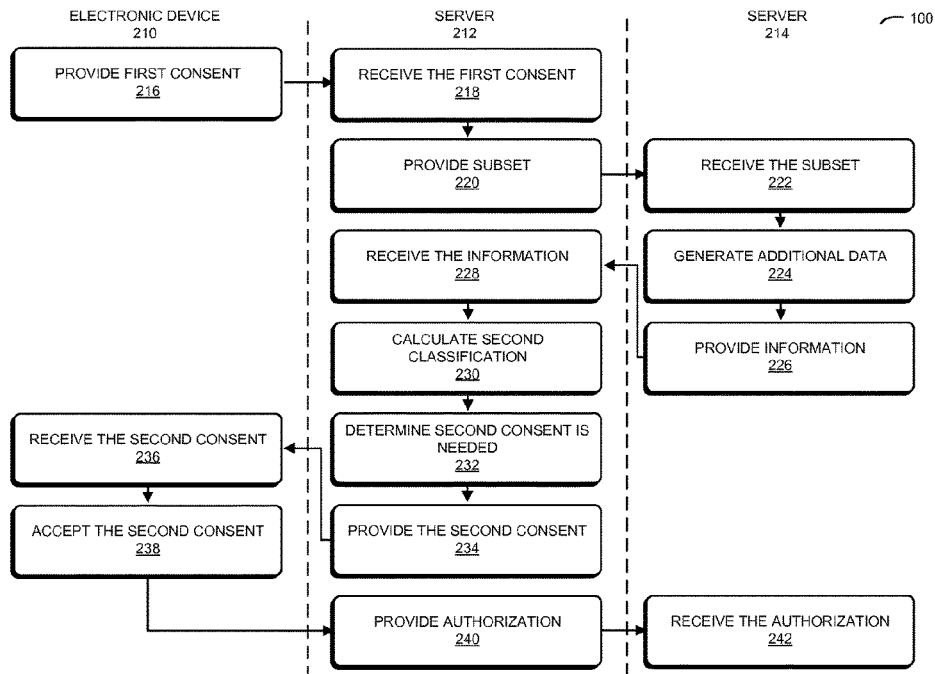 ELECTRONIC DEVICE
210
SERVER
212
SERVER
214
100
PROVIDE FIRST CONSENT
216
RECEIVE THE FIRST CONSENT
218
PROVIDE SUBSET
220
RECEIVE THE SUBSET
222
GENERATE ADDITIONAL DATA
224
PROVIDE INFORMATION
226
RECEIVE THE INFORMATION
228
CALCULATE SECOND
CLASSIFICATION
230
DETERMINE SECOND CONSENT IS
NEEDED
232
PROVIDE THE SECOND CONSENT
234
RECEIVE THE SECOND CONSENT
236
ACCEPT THE SECOND CONSENT
238
PROVIDE AUTHORIZATION
240
RECEIVE THE AUTHORIZATION
242